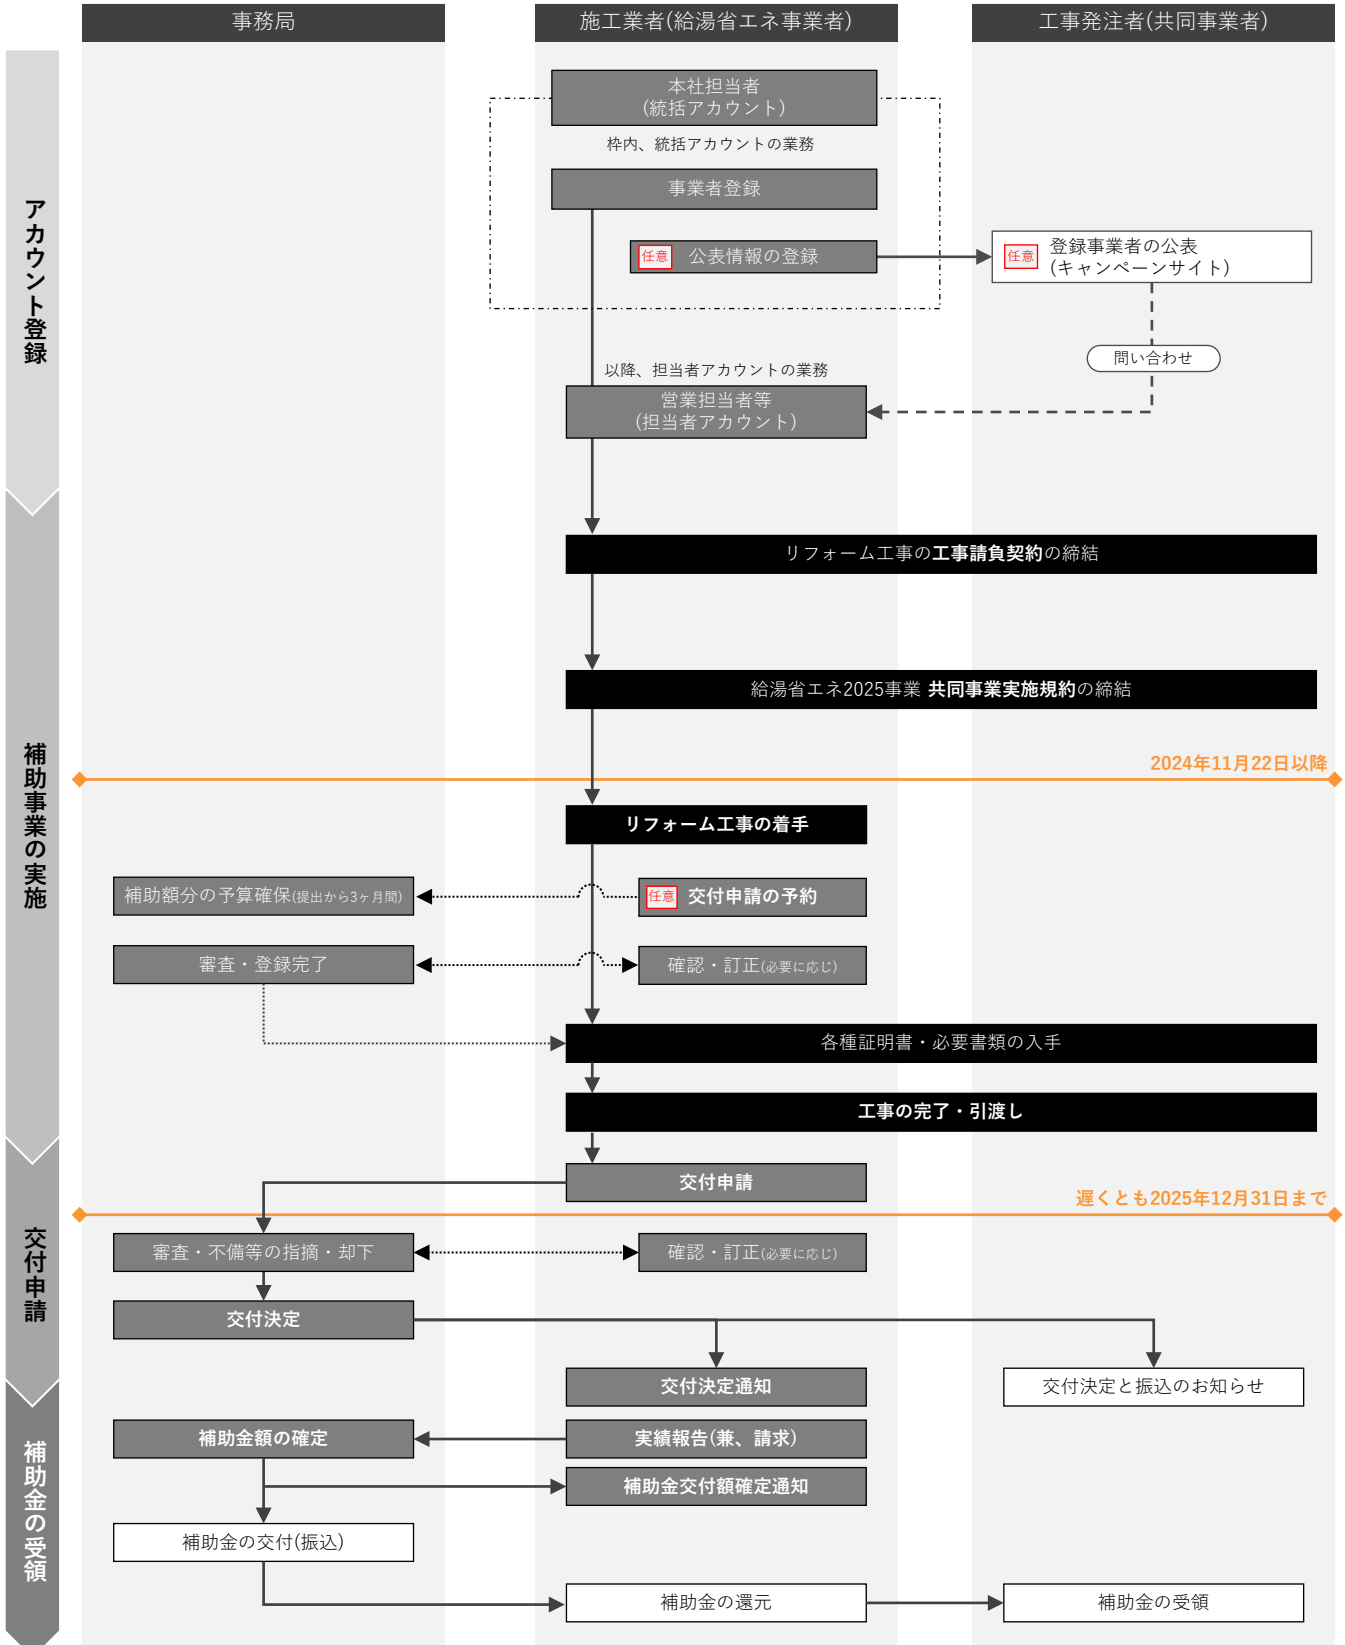 事務局
施工業者(給湯省エネ事業者)
工事発注者(共同事業者)
アカウント登録
本社担当者
(統括アカウント)
枠内、統括アカウントの業務
事業者登録
任意 公表情報の登録
任意 登録事業者の公表
(キャンペーンサイト)
問い合わせ
以降、担当者アカウントの業務
営業担当者等
(担当者アカウント)
補助事業の実施
リフォーム工事の工事請負契約の締結
給湯省エネ2025事業 共同事業実施規約の締結
2024年11月22日以降
リフォーム工事の着手
補助額分の予算確保(提出から3ヶ月間)
任意 交付申請の予約
審査・登録完了
確認・訂正(必要に応じ)
各種証明書・必要書類の入手
工事の完了・引渡し
交付申請
交付申請
遅くとも2025年12月31日まで
審査・不備等の指摘・却下
確認・訂正(必要に応じ)
交付決定
交付決定通知
交付決定と振込のお知らせ
補助金の受領
補助金額の確定
実績報告(兼、請求)
補助金交付額確定通知
補助金の交付(振込)
補助金の還元
補助金の受領